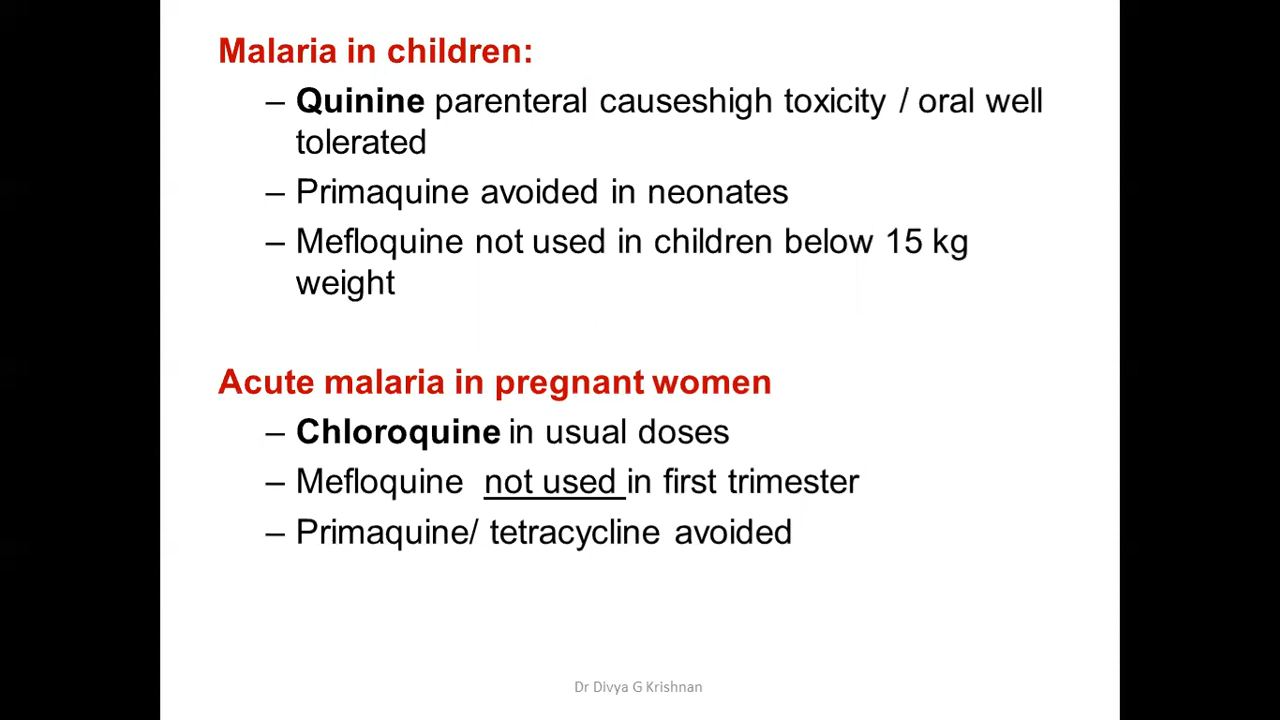 Malaria in children:
– Quinine parenteral causeshigh toxicity / oral well
tolerated
– Primaquine avoided in neonates
– Mefloquine not used in children below 15 kg
weight
Acute malaria in pregnant women
– Chloroquine in usual doses
– Mefloquine not used in first trimester
– Primaquine/ tetracycline avoided
Dr Divya G Krishnan